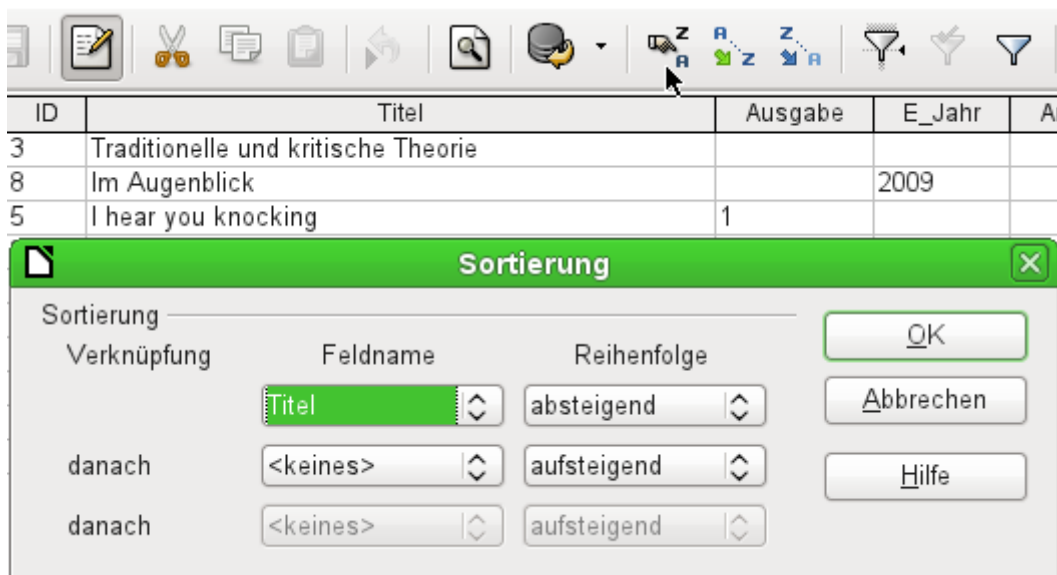 ID Titel Ausgabe E_Jahr
3 Traditionelle und kritische Theorie
8 Im Augenblick 2009
5 I hear you knocking 1
Sortierung
Sortierung
Verknüpfung Feldname Reihenfolge
OK
Titel absteigend
Abbrechen
danach <keines> aufsteigend
Hilfe
danach <keines> aufsteigend